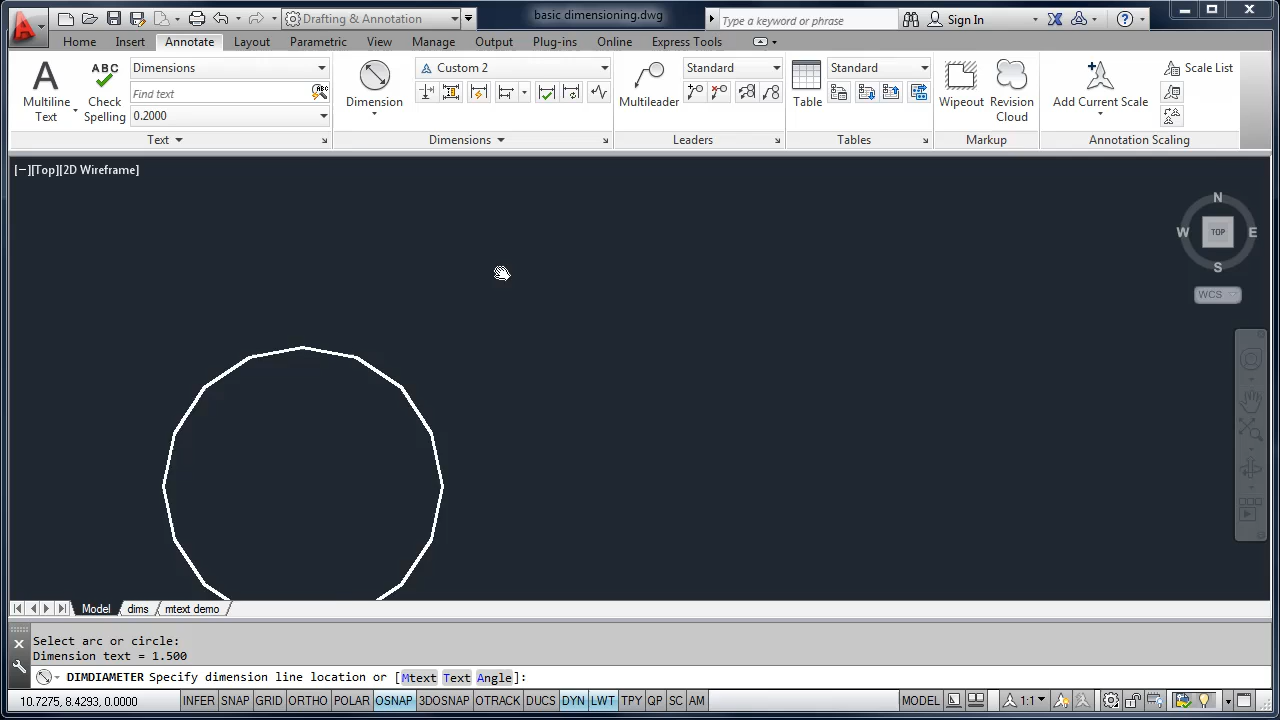 Drafting & Annotation
basic dimensioning.dwg
Type a keyword or phrase
Sign In
Home Insert Annotate Layout Parametric View Manage Output Plug-ins Online Express Tools
Multiline Text
ABC
Check Spelling
Dimensions
Find text
ABC
0.2000
Text
Dimension
Custom 2
Dimensions
Multileader
Standard
Leaders
Table
Standard
Tables
Wipeout
Revision Cloud
Markup
Add Current Scale
Scale List
Annotation Scaling
[−][Top][2D Wireframe]
N
W TOP E
S
WCS
Model dims mtext demo
Select arc or circle:
Dimension text = 1.500
DIMDIAMETER Specify dimension line location or [Mtext Text Angle]:
10.7275, 8.4293, 0.0000 INFER SNAP GRID ORTHO POLAR OSNAP 3DOSNAP OTRACK DUCS DYN LWT TPY QP SC AM MODEL 1:1